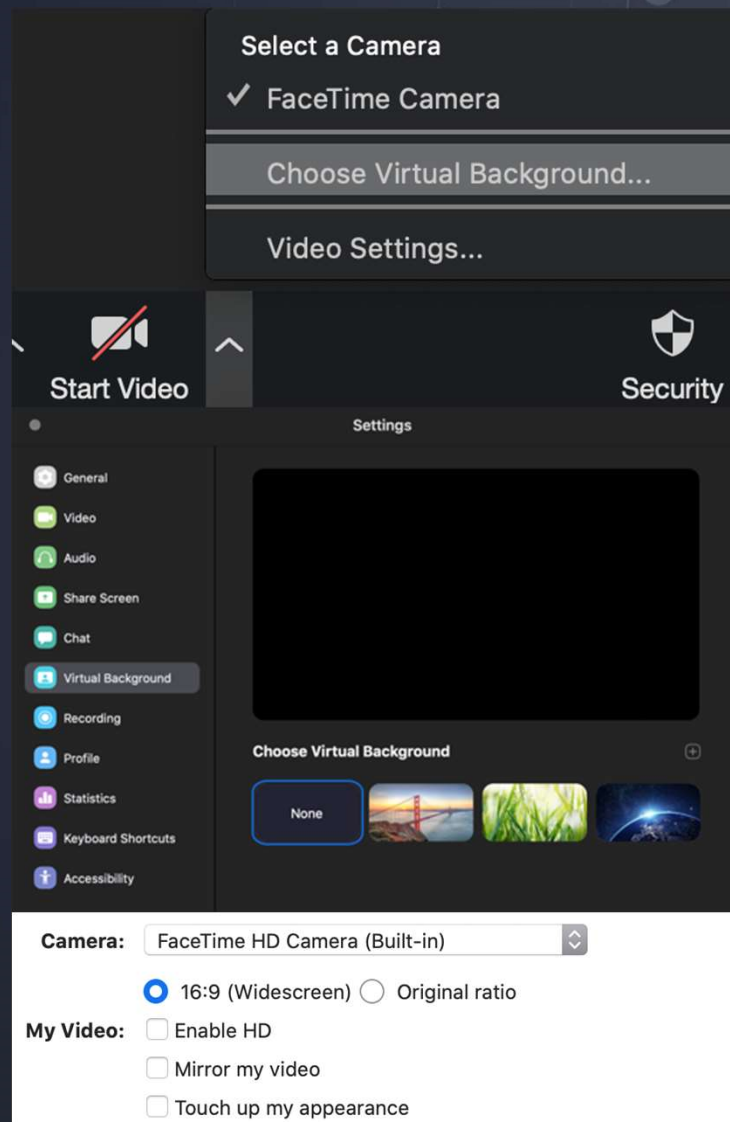 Select a Camera
FaceTime Camera
Choose Virtual Background...
Video Settings...
Start Video
Security
Settings
General
Video
Audio
Share Screen
Chat
Virtual Background
Recording
Profile
Statistics
Keyboard Shortcuts
Accessibility
Choose Virtual Background
None
Camera: FaceTime HD Camera (Built-in)
16:9 (Widescreen) Original ratio
My Video: Enable HD
Mirror my video
Touch up my appearance